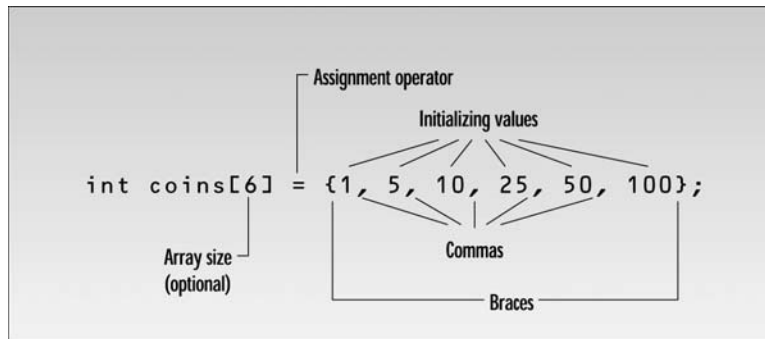 Assignment operator
Initializing values
int coins[6] = {1, 5, 10, 25, 50, 100};
Array size
(optional)
Commas
Braces